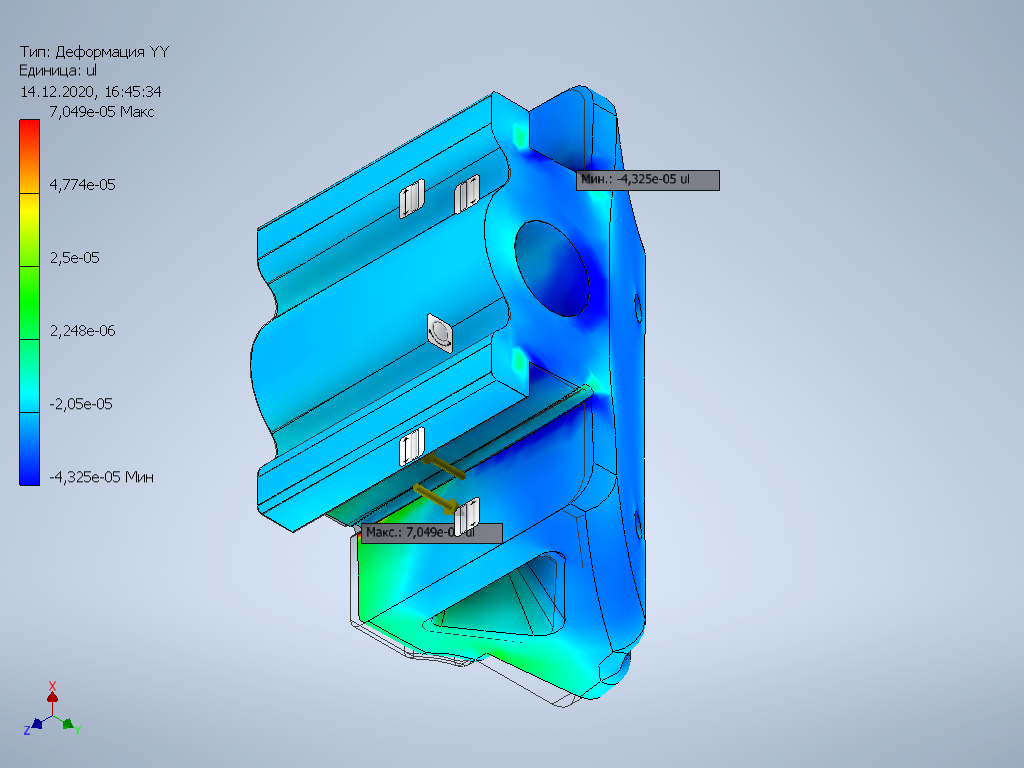 Тип: Деформация YY
Единица: ul
14.12.2020, 16:45:34
7,049e-05 Макс
4,774e-05
2,5e-05
2,248e-06
-2,05e-05
-4,325e-05 Мин
Мин.: -4,325e-05 ul
Макс.: 7,049e-0 ul
X
Z
Y